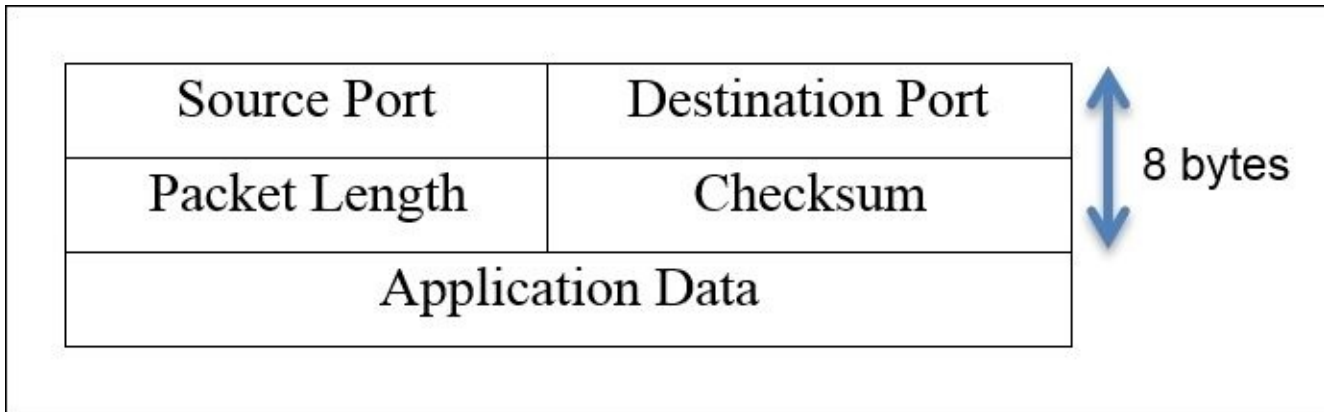 Source Port
Destination Port
8 bytes
Packet Length
Checksum
Application Data